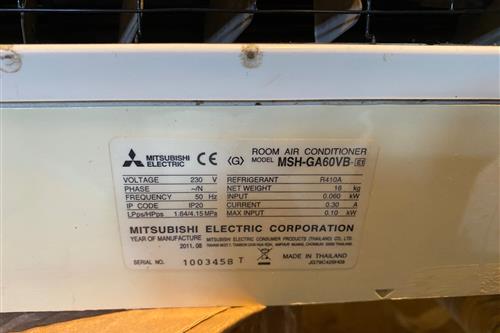 MITSUBISHI ELECTRIC
CE
(G)
ROOM AIR CONDITIONER
MODEL MSH-GA60VB-E1
VOLTAGE 230 V
PHASE ~/N
FREQUENCY 50 Hz
IP CODE IP20
LPps/HPps 1.64/4.15 MPa
REFRIGERANT R410A
NET WEIGHT 16 kg
INPUT 0.060 kW
CURRENT 0.30 A
MAX INPUT 0.10 kW
MITSUBISHI ELECTRIC CORPORATION
YEAR OF MANUFACTURE 2011.08
MITSUBISHI ELECTRIC CONSUMER PRODUCTS (THAILAND) CO., LTD.
SERIAL NO. 1003458 T
MADE IN THAILAND